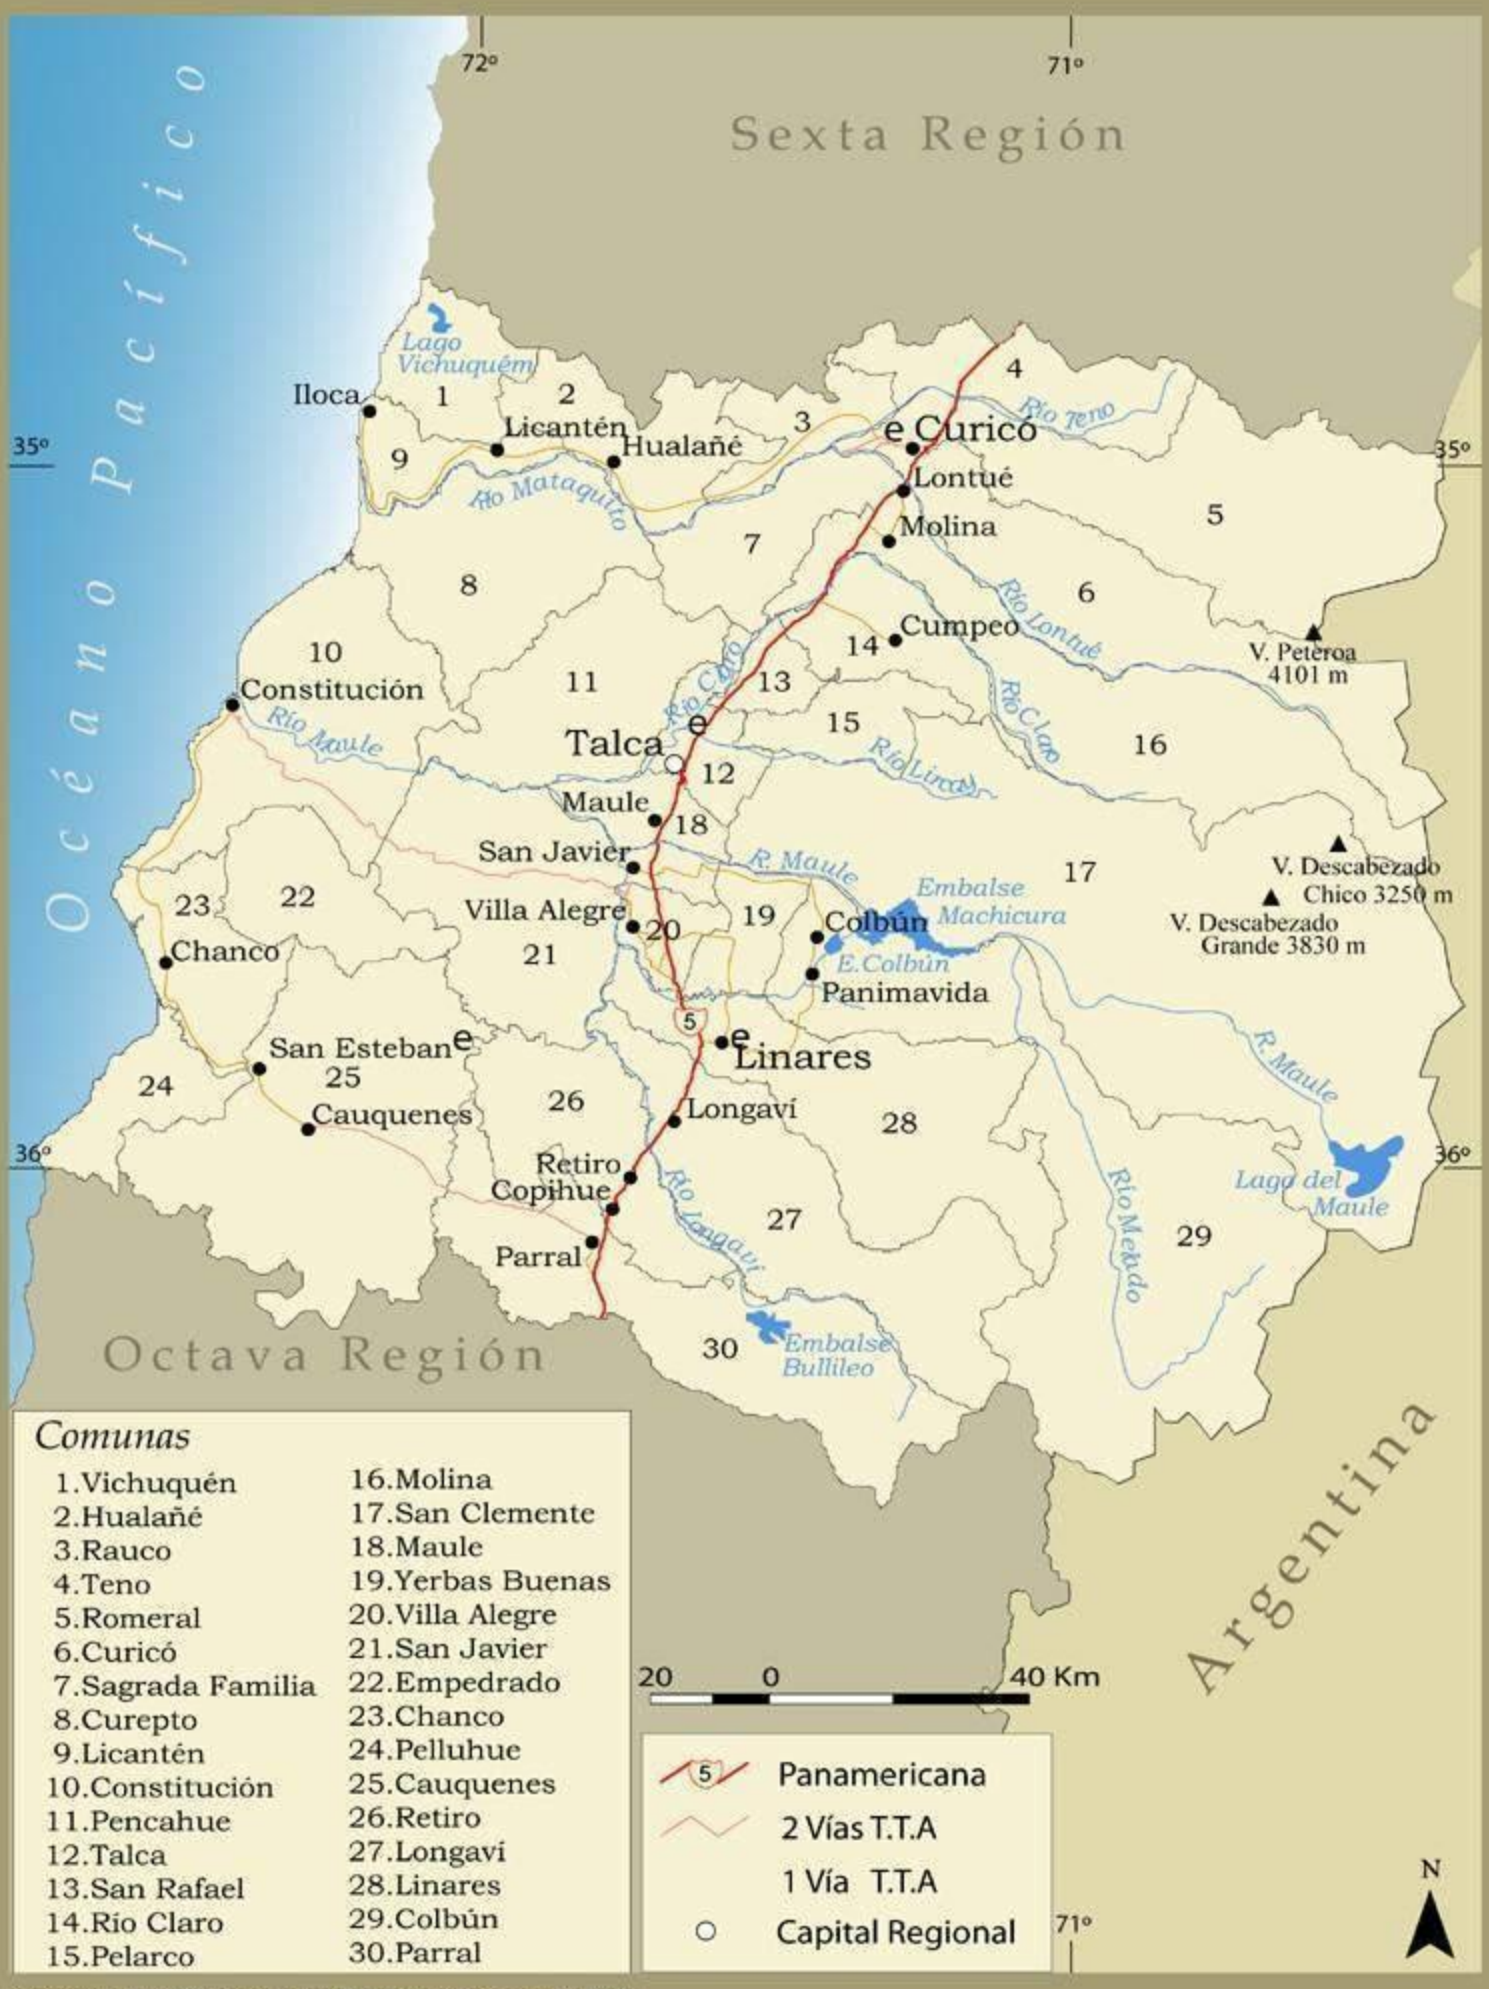 72º
71º
Sexta Región
Océano Pacífico
4
Lago
Vichuquém
Iloca
1
2
3
Río Teno
Licantén
e Curicó
35º
Hualañé
35º
9
Lontué
Río Mataquito
5
Molina
7
8
6
Río Lontué
Cumpeo
14
10
V. Peteroa
4101 m
11
Río Claro
13
Constitución
Río Claro
Río Maule
e
15
16
Talca
Río Lircay
12
Maule
18
San Javier
R. Maule
17
V. Descabezado
Chico 3250 m
Embalse
Machicura
22
23
Villa Alegre
20
19
Colbún
V. Descabezado
Grande 3830 m
Chanco
21
E.Colbún
Panimavida
5
San Esteban
e
e
Linares
25
24
R. Maule
26
Cauquenes
Longaví
28
36º
36º
Retiro
Copihue
Río Longaví
Río Melado
Lago del
Maule
27
29
Parral
Octava Región
30
Embalse
Bullileo
Argentina
Comunas
1.Vichuquén
2.Hualañé
3.Rauco
4.Teno
5.Romeral
6.Curicó
7.Sagrada Familia
8.Curepto
9.Licantén
10.Constitución
11.Pencahue
12.Talca
13.San Rafael
14.Río Claro
15.Pelarco
16.Molina
17.San Clemente
18.Maule
19.Yerbas Buenas
20.Villa Alegre
21.San Javier
22.Empedrado
23.Chanco
24.Pelluhue
25.Cauquenes
26.Retiro
27.Longaví
28.Linares
29.Colbún
30.Parral
20 0 40 Km
5 Panamericana
2 Vías T.T.A
1 Vía T.T.A
Capital Regional
71º
N